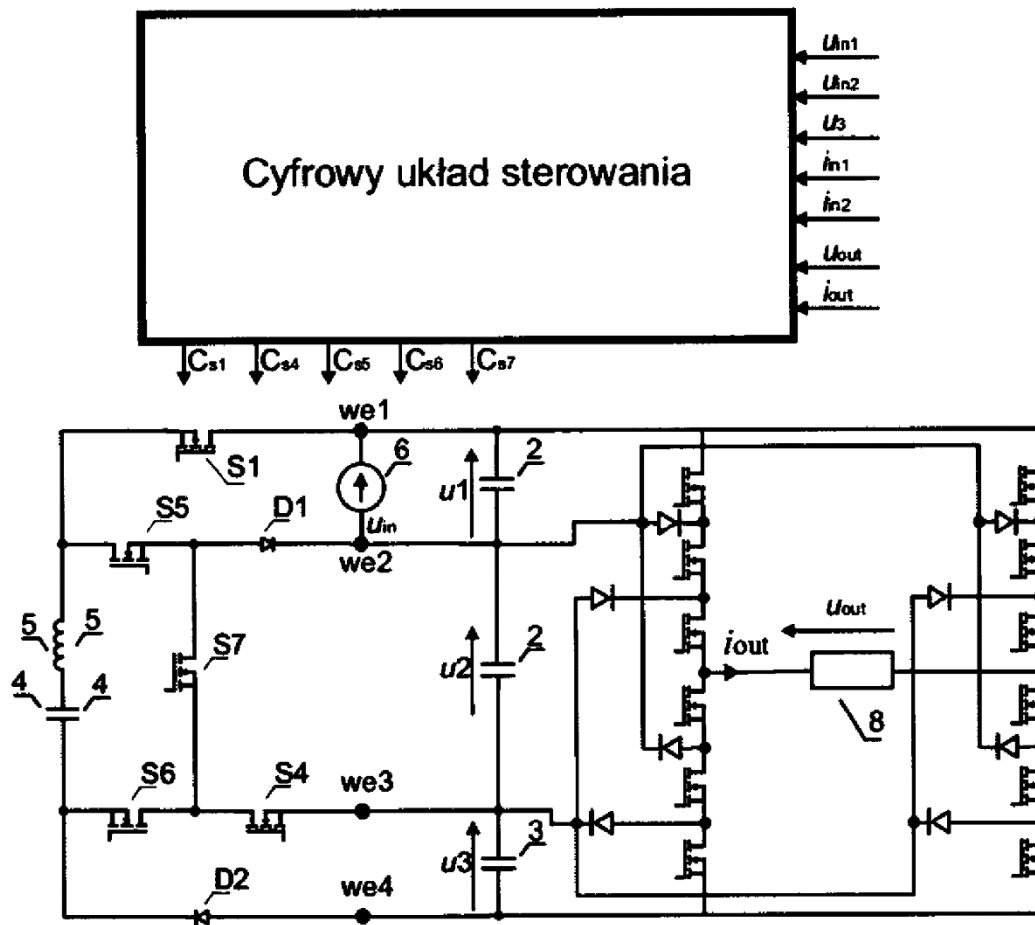 Cyfrowy układ sterowania
uin1
uin2
u3
iin1
iin2
uout
iout
Cs1
Cs4
Cs5
Cs6
Cs7
we1
S1
6
u1
2
S5
D1
uin
we2
5
5
S7
u2
2
uout
iout
4
4
8
S6
S4
we3
u3
3
D2
we4